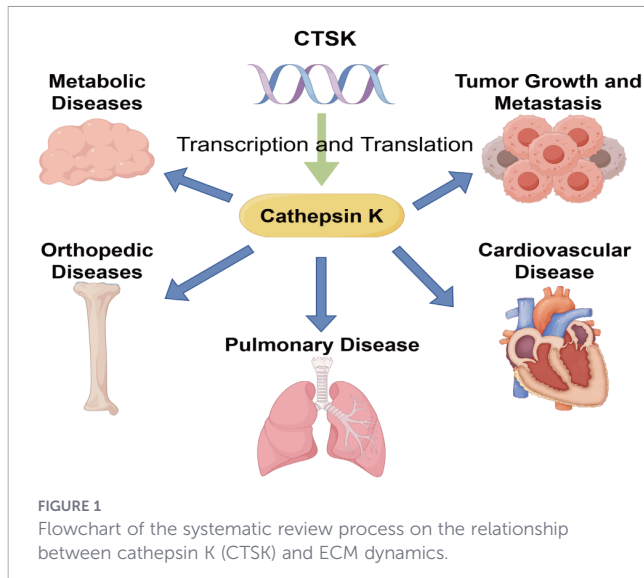 CTSK
Metabolic
Diseases
Tumor Growth and
Metastasis
Transcription and Translation
Cathepsin K
Orthopedic
Diseases
Cardiovascular
Disease
Pulmonary Disease
FIGURE 1
Flowchart of the systematic review process on the relationship
between cathepsin K (CTSK) and ECM dynamics.